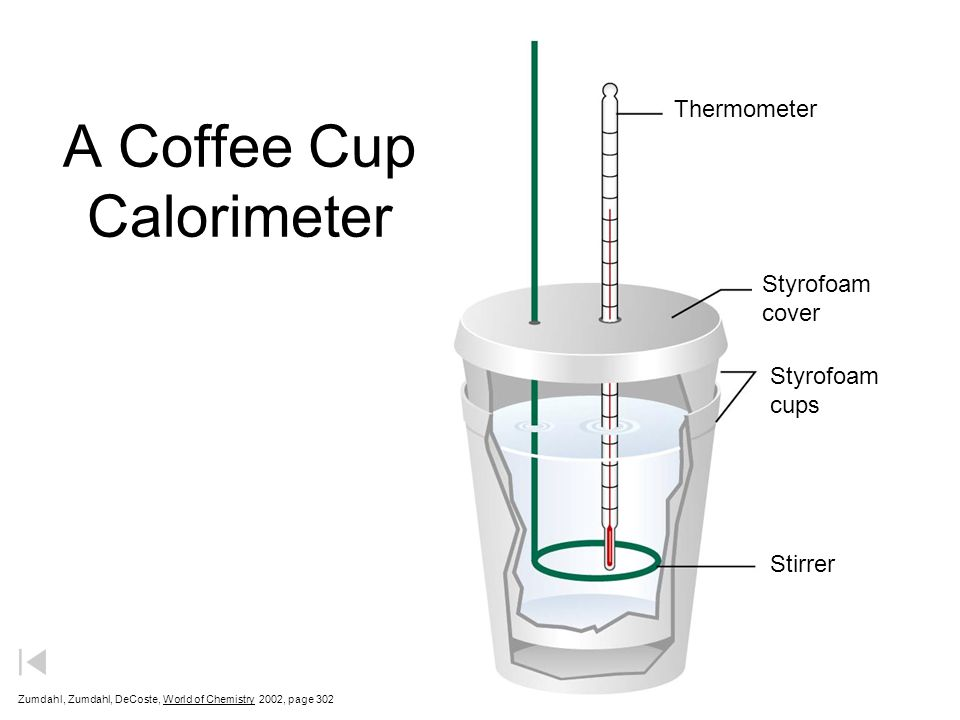 A Coffee Cup
Calorimeter
Thermometer
Styrofoam
cover
Styrofoam
cups
Stirrer
Zumdahl, Zumdahl, DeCoste, World of Chemistry 2002, page 302